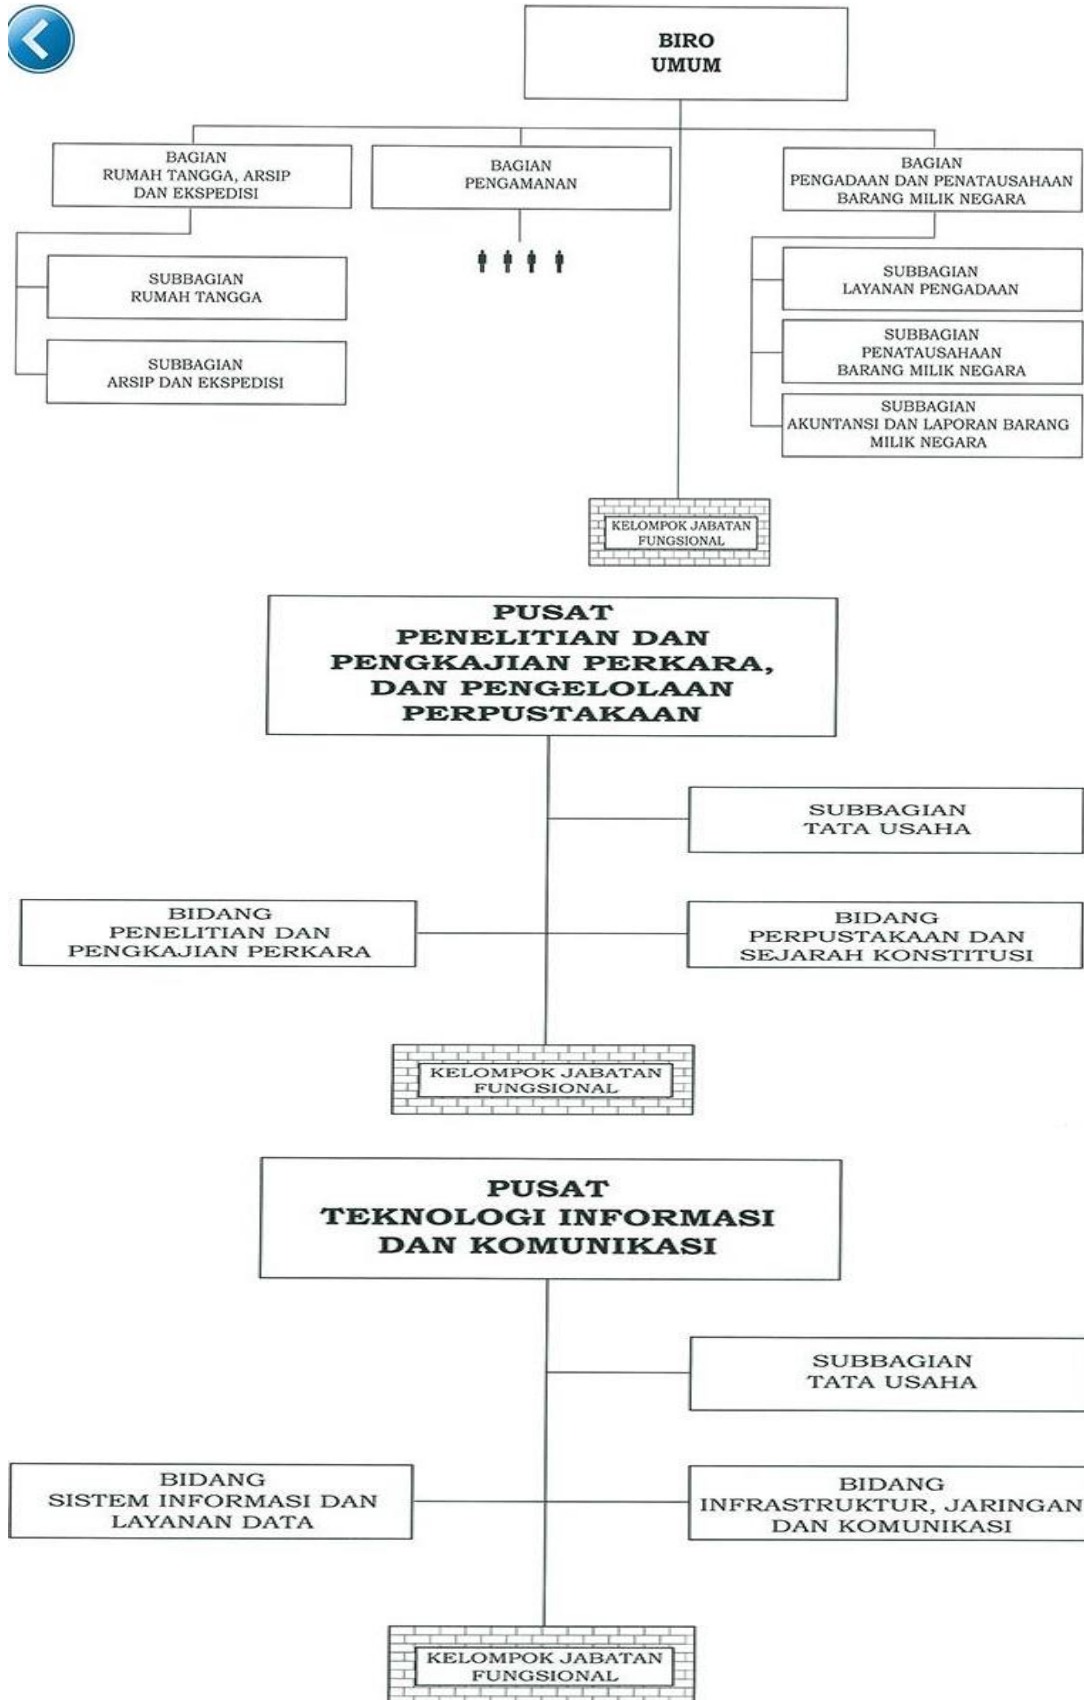 BIRO
UMUM
BAGIAN
RUMAH TANGGA, ARSIP
DAN EKSPEDISI
BAGIAN
PENGAMANAN
BAGIAN
PENGADAAN DAN PENATAUSAHAAN
BARANG MILIK NEGARA
SUBBAGIAN
RUMAH TANGGA
SUBBAGIAN
ARSIP DAN EKSPEDISI
SUBBAGIAN
LAYANAN PENGADAAN
SUBBAGIAN
PENATAUSAHAAN
BARANG MILIK NEGARA
SUBBAGIAN
AKUNTANSI DAN LAPORAN BARANG
MILIK NEGARA
KELOMPOK JABATAN
FUNGSIONAL
PUSAT
PENELITIAN DAN
PENGKAJIAN PERKARA,
DAN PENGELOLAAN
PERPUSTAKAAN
SUBBAGIAN
TATA USAHA
BIDANG
PENELITIAN DAN
PENGKAJIAN PERKARA
BIDANG
PERPUSTAKAAN DAN
SEJARAH KONSTITUSI
KELOMPOK JABATAN
FUNGSIONAL
PUSAT
TEKNOLOGI INFORMASI
DAN KOMUNIKASI
SUBBAGIAN
TATA USAHA
BIDANG
SISTEM INFORMASI DAN
LAYANAN DATA
BIDANG
INFRASTRUKTUR, JARINGAN
DAN KOMUNIKASI
KELOMPOK JABATAN
FUNGSIONAL